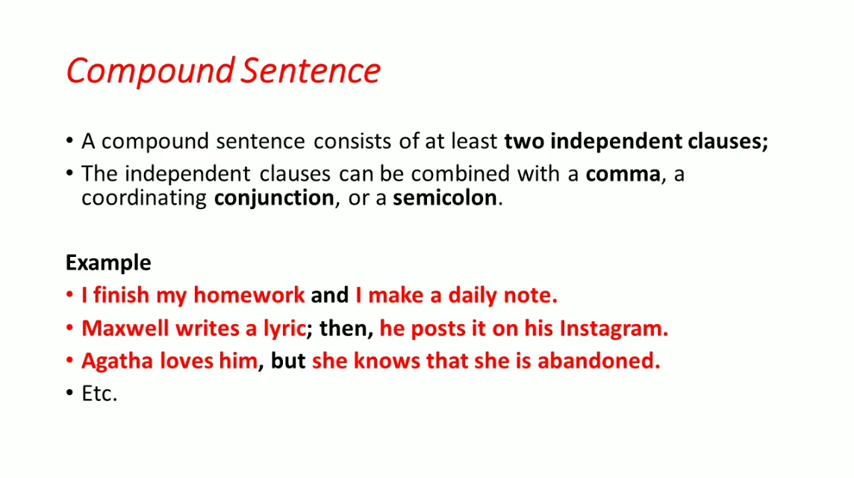 Compound Sentence
• A compound sentence consists of at least two independent clauses;
• The independent clauses can be combined with a comma, a
coordinating conjunction, or a semicolon.
Example
• I finish my homework and I make a daily note.
• Maxwell writes a lyric; then, he posts it on his Instagram.
• Agatha loves him, but she knows that she is abandoned.
• Etc.